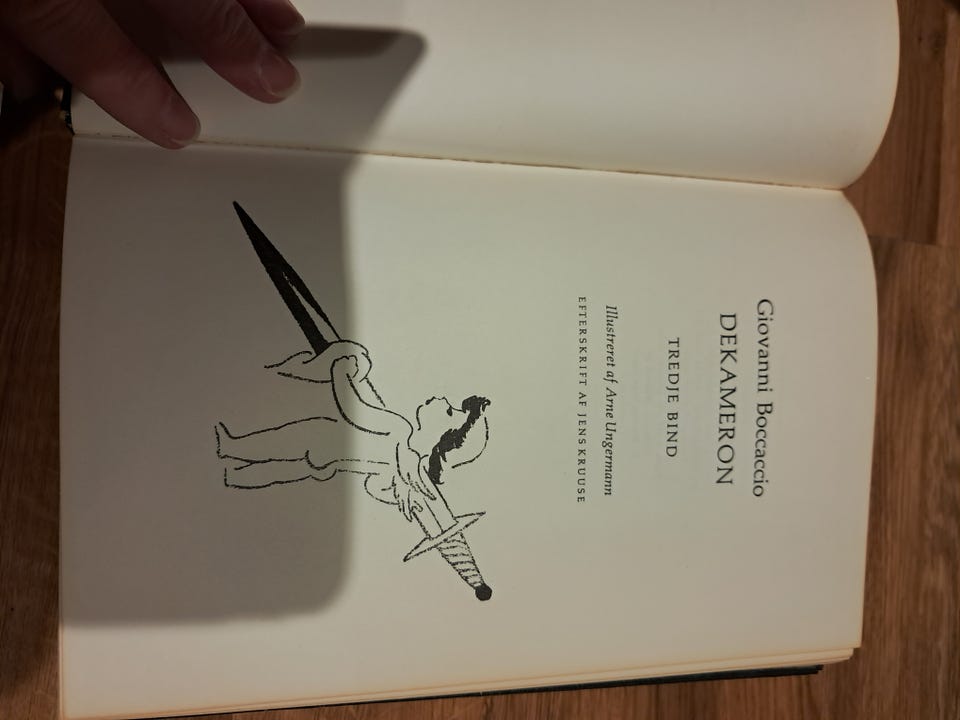 Giovanni Boccaccio
DEKAMERON
TREDJE BIND
Illustreret af Arne Ungermann
EFTERSKRIFT AF JENS KRUUSE